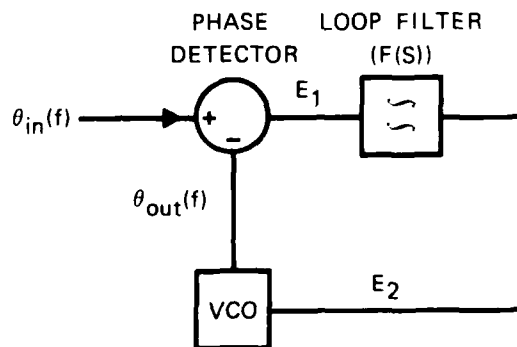 PHASE DETECTOR
LOOP FILTER (F(S))
E1
θin(f)
+
−
θout(f)
VCO
E2